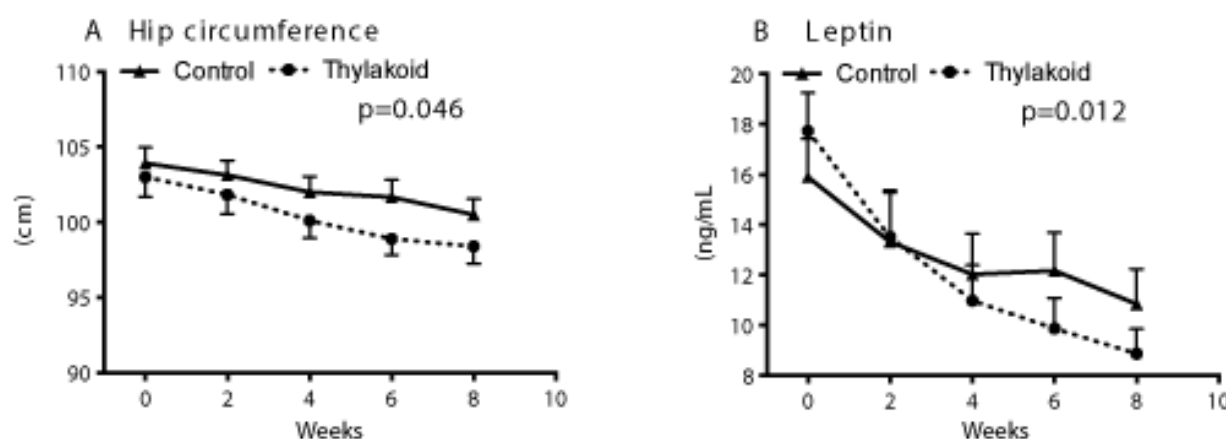 A Hip circumference
Control Thylakoid
p=0.046
110
105
100
95
90
(cm)
0 2 4 6 8 10
Weeks
B Leptin
Control Thylakoid
p=0.012
20
18
16
14
12
10
8
(ng/mL
0 2 4 6 8 10
Weeks